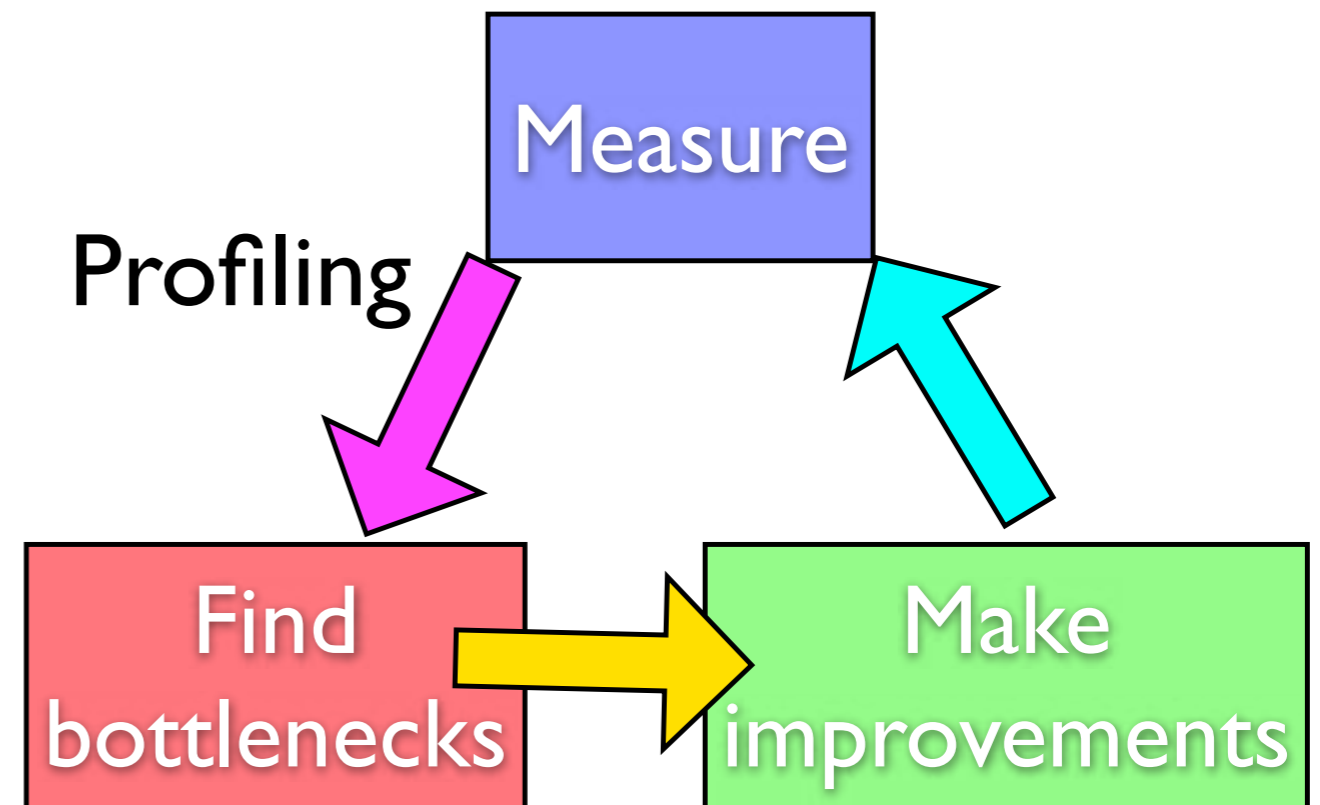 Measure
Profiling
Find
bottlenecks
Make
improvements